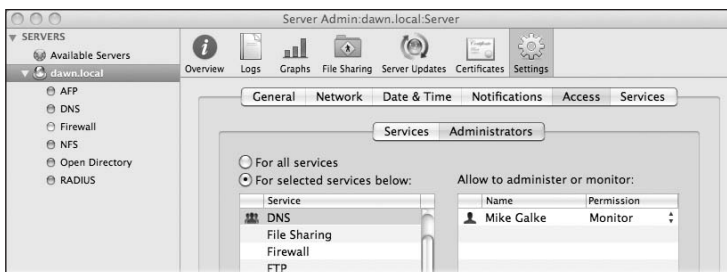 Server Admin:dawn.local:Server
SERVERS
Available Servers
dawn.local
AFP
DNS
Firewall
NFS
Open Directory
RADIUS
Overview Logs Graphs File Sharing Server Updates Certificates Settings
General Network Date & Time Notifications Access Services
Services Administrators
For all services
For selected services below:
Service
DNS
File Sharing
Firewall
FTP
Allow to administer or monitor:
Name Permission
Mike Galke Monitor